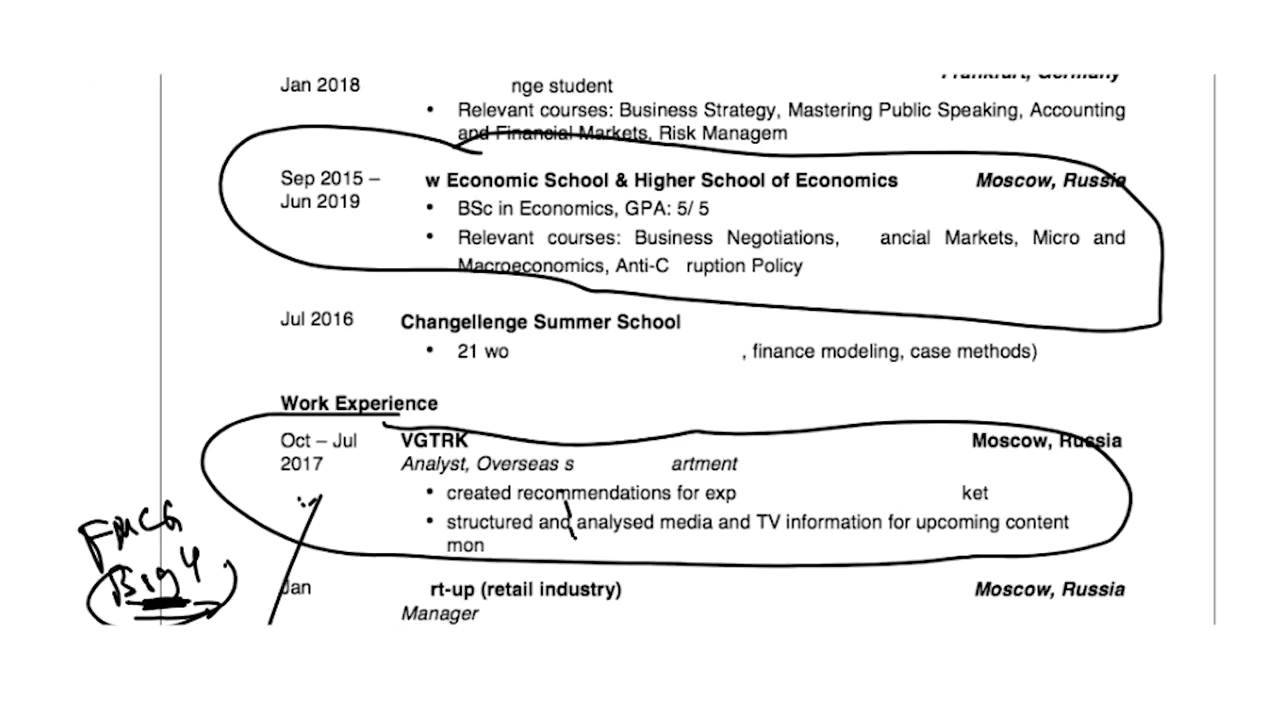 Frankfurt, Germany
Jan 2018 nge student
• Relevant courses: Business Strategy, Mastering Public Speaking, Accounting
and Financial Markets, Risk Managem
Sep 2015 – w Economic School & Higher School of Economics Moscow, Russia
Jun 2019 • BSc in Economics, GPA: 5/ 5
• Relevant courses: Business Negotiations, ancial Markets, Micro and
Macroeconomics, Anti-C ruption Policy
Jul 2016 Changellenge Summer School
• 21 wo , finance modeling, case methods)
Work Experience
Oct – Jul VGTRK Moscow, Russia
2017 Analyst, Overseas s artment
• created recommendations for exp ket
• structured and analysed media and TV information for upcoming content
mon
FMCG
Big 4
Jan rt-up (retail industry) Moscow, Russia
Manager